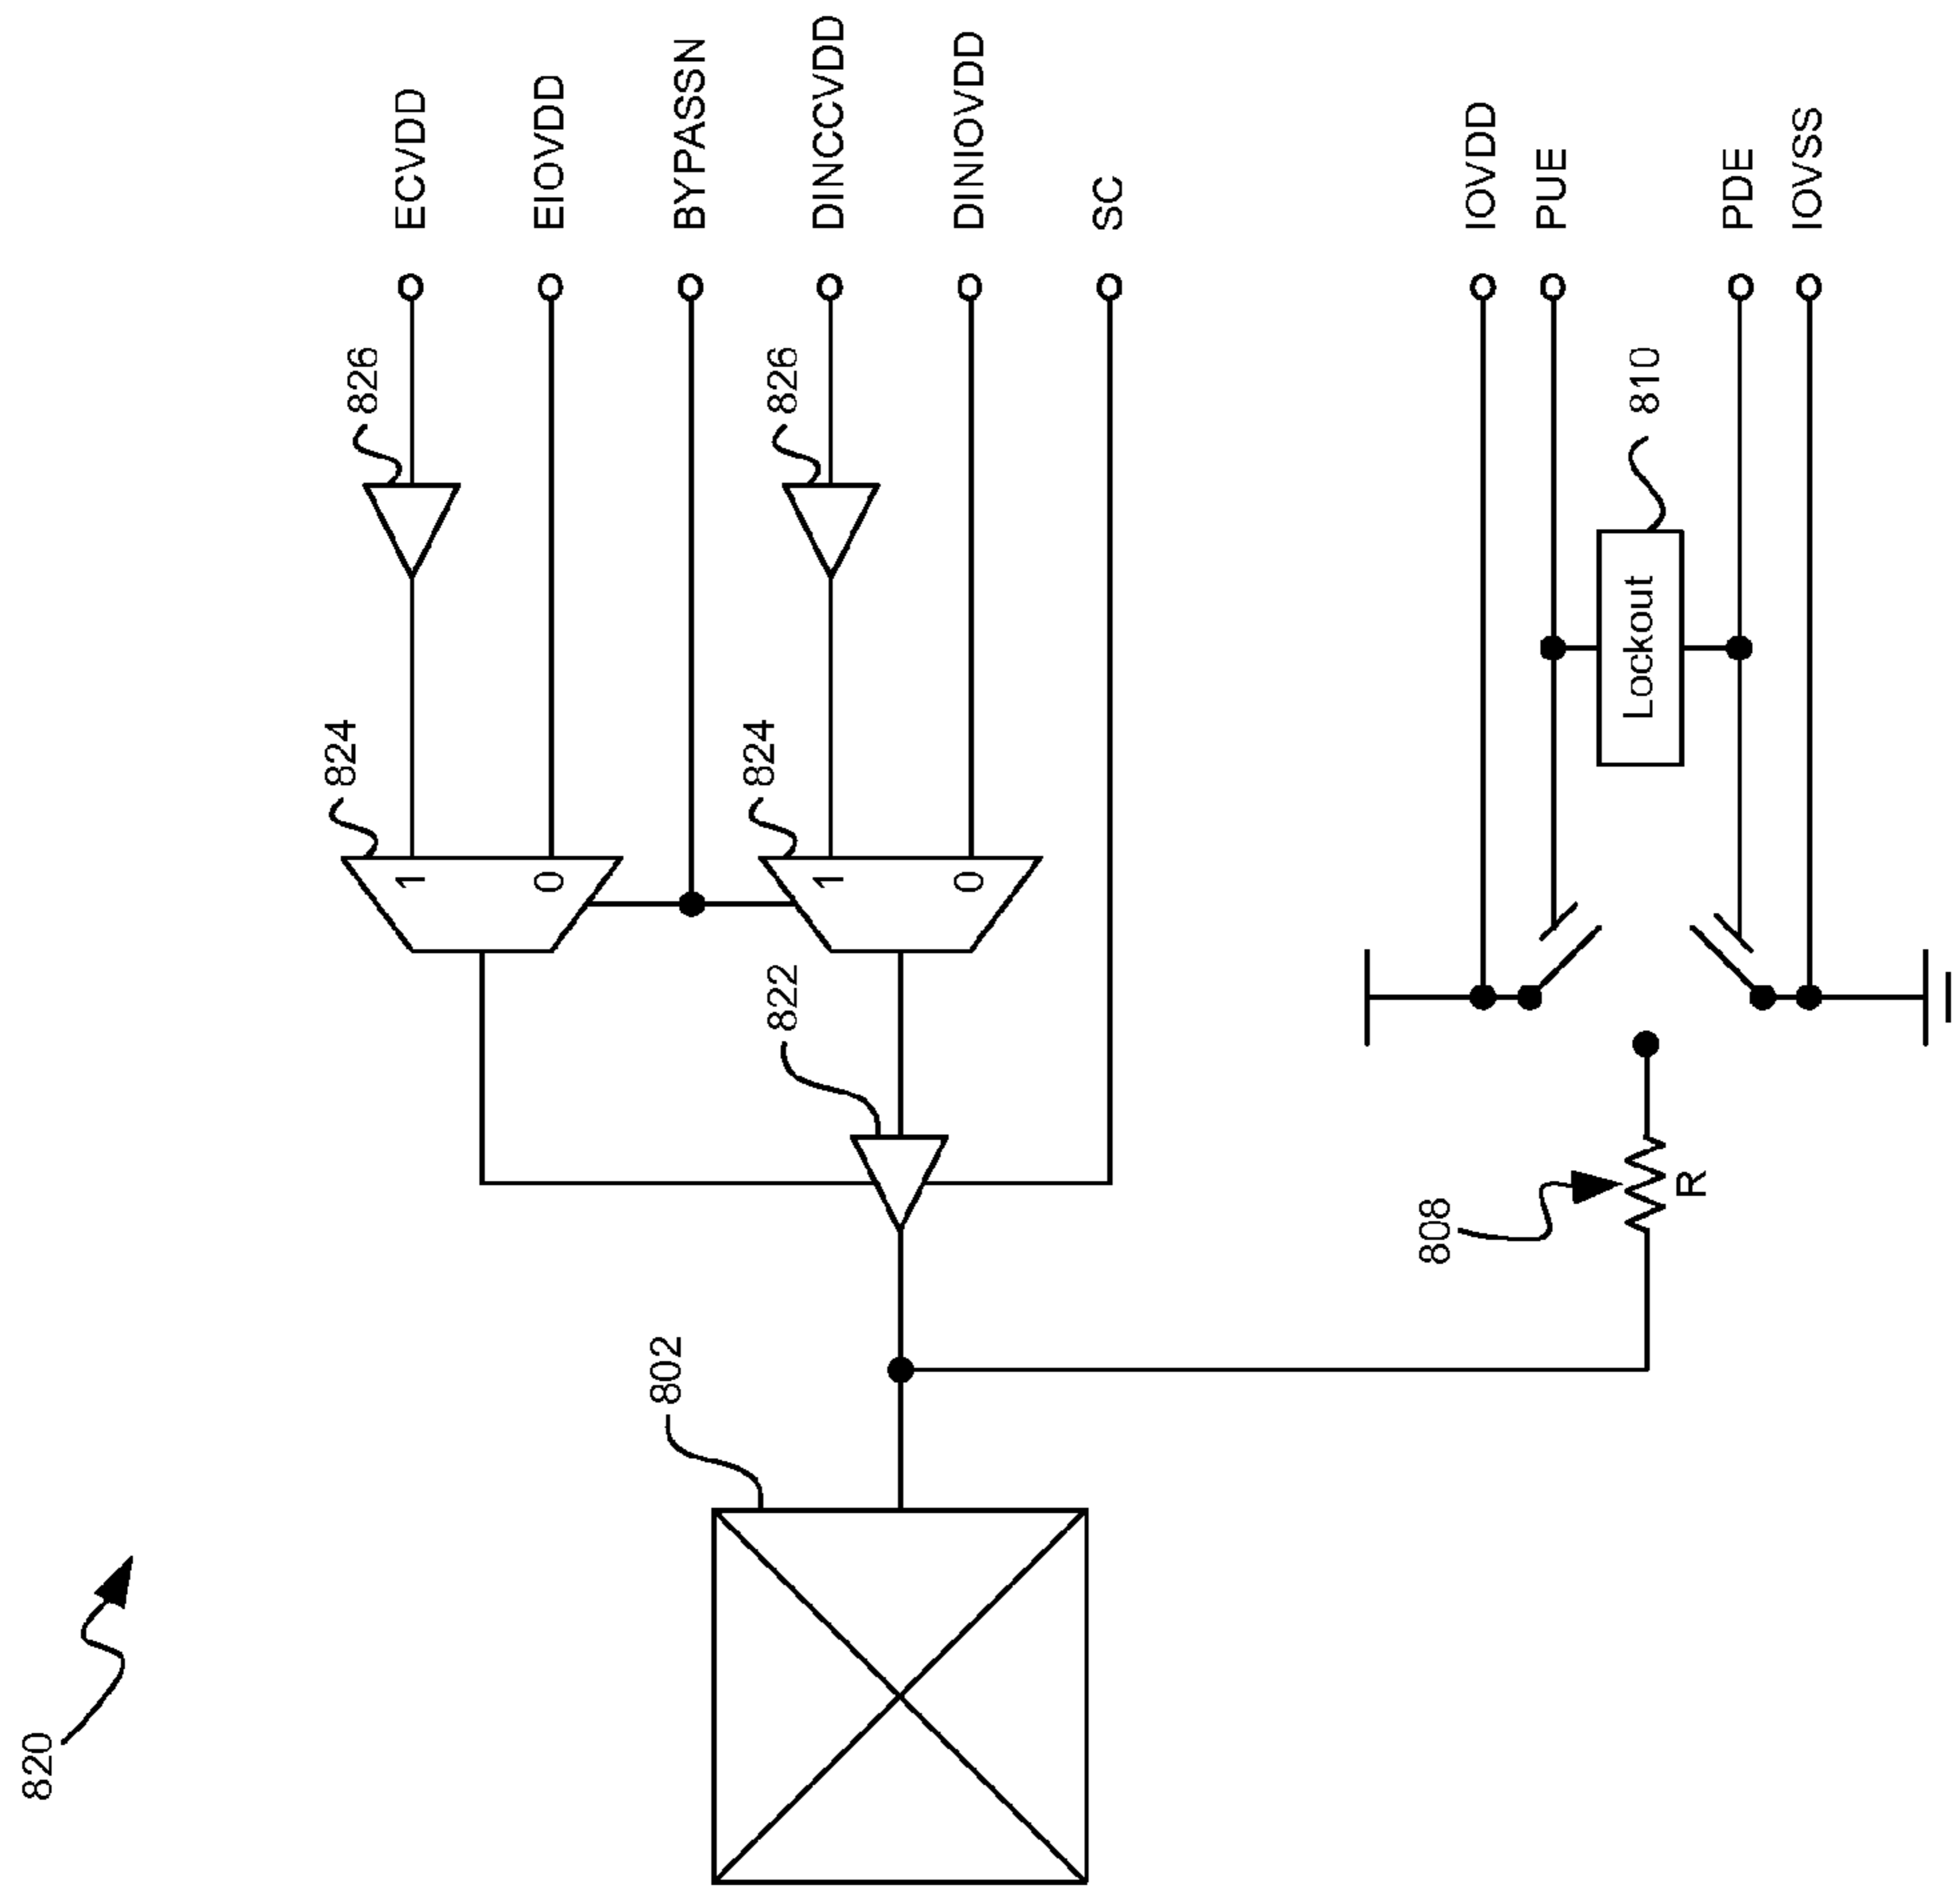 820
802
822
824
826
ECVDD
1
0
EIOVDD
BYPASSN
824
826
DINCCVDD
1
0
DINIOVDD
SC
808
R
IOVDD
PUE
Lockout
810
PDE
IOVSS